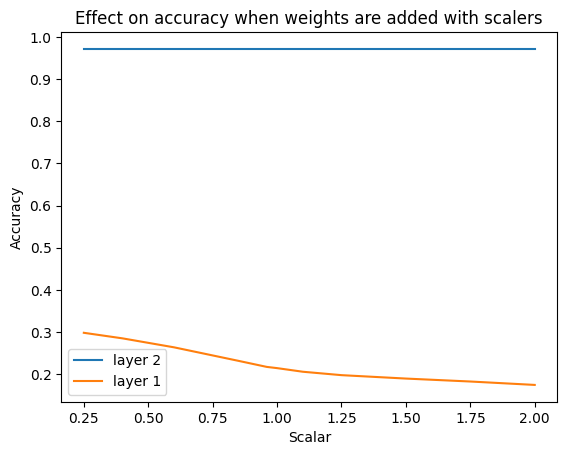 Effect on accuracy when weights are added with scalers
1.0
0.9
0.8
0.7
0.6
0.5
0.4
0.3
0.2
Accuracy
layer 2
layer 1
0.25 0.50 0.75 1.00 1.25 1.50 1.75 2.00
Scalar